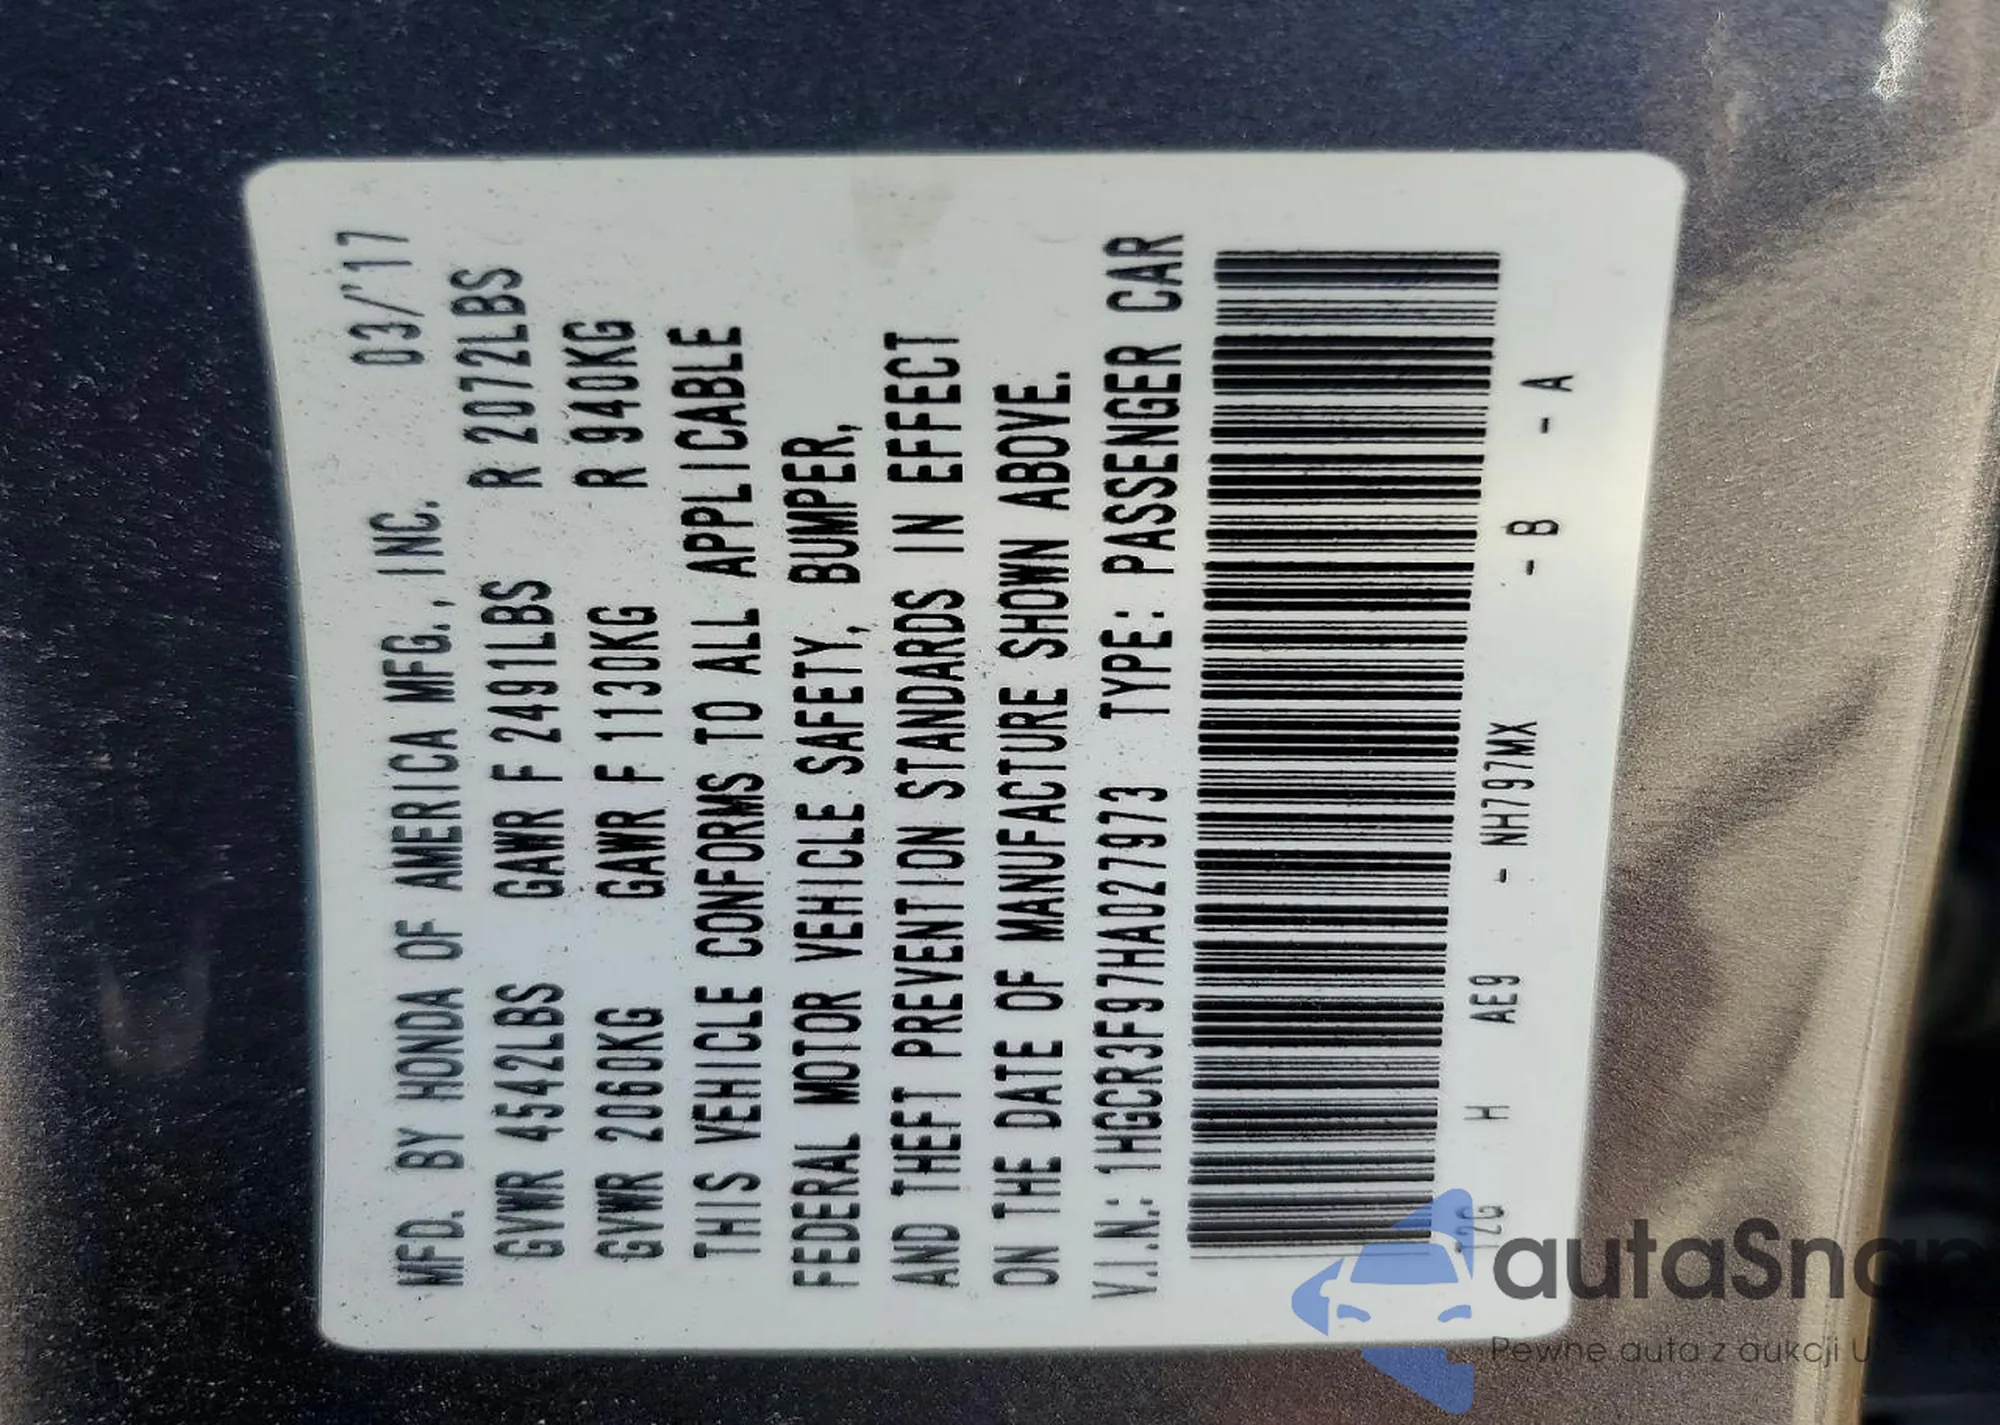 MFD. BY HONDA OF AMERICA MFG., INC. 03/'17
GVWR 4542LBS GAWR F 2491LBS R 2072LBS
GVWR 2060KG GAWR F 1130KG R 940KG
THIS VEHICLE CONFORMS TO ALL APPLICABLE
FEDERAL MOTOR VEHICLE SAFETY, BUMPER,
AND THEFT PREVENTION STANDARDS IN EFFECT
ON THE DATE OF MANUFACTURE SHOWN ABOVE.
V.I.N.: 1HGCR3F97HA027973 TYPE: PASSENGER CAR
T2G H AE9 - NH797MX - B - A
autaSnap
Pewne auta z aukcji